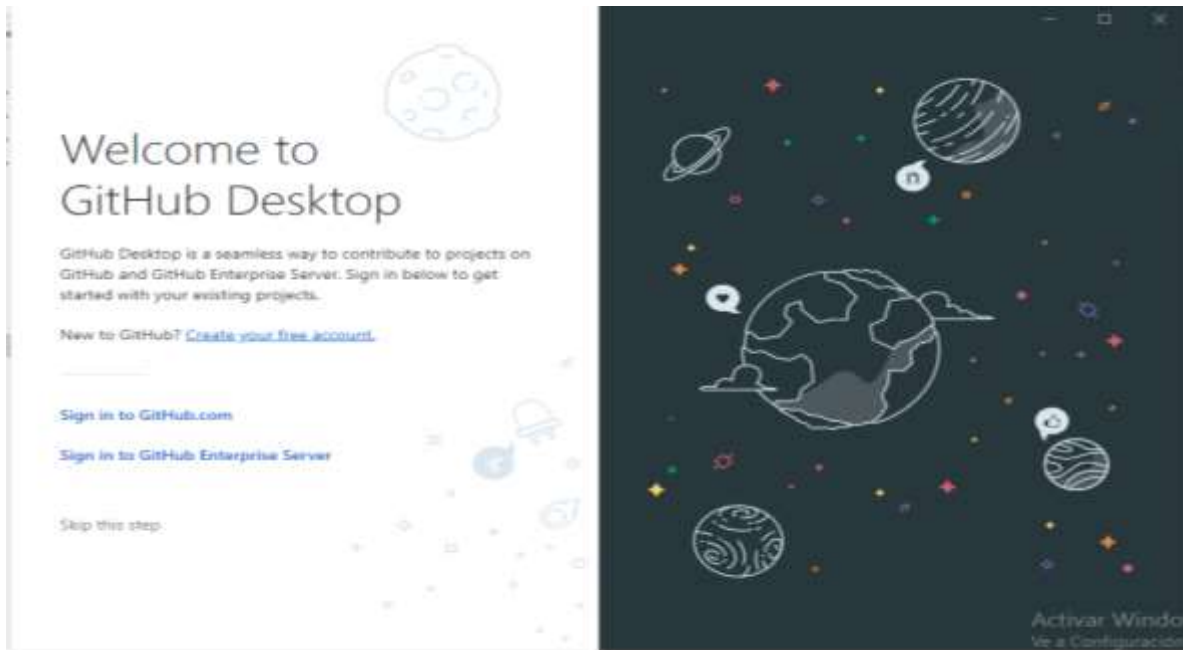 Welcome to
GitHub Desktop
GitHub Desktop is a seamless way to contribute to projects on
GitHub and GitHub Enterprise Server. Sign in below to get
started with your existing projects.
New to GitHub? Create your free account.
Sign in to GitHub.com
Sign in to GitHub Enterprise Server
Skip this step
Activar Windo
Ve a Configuración